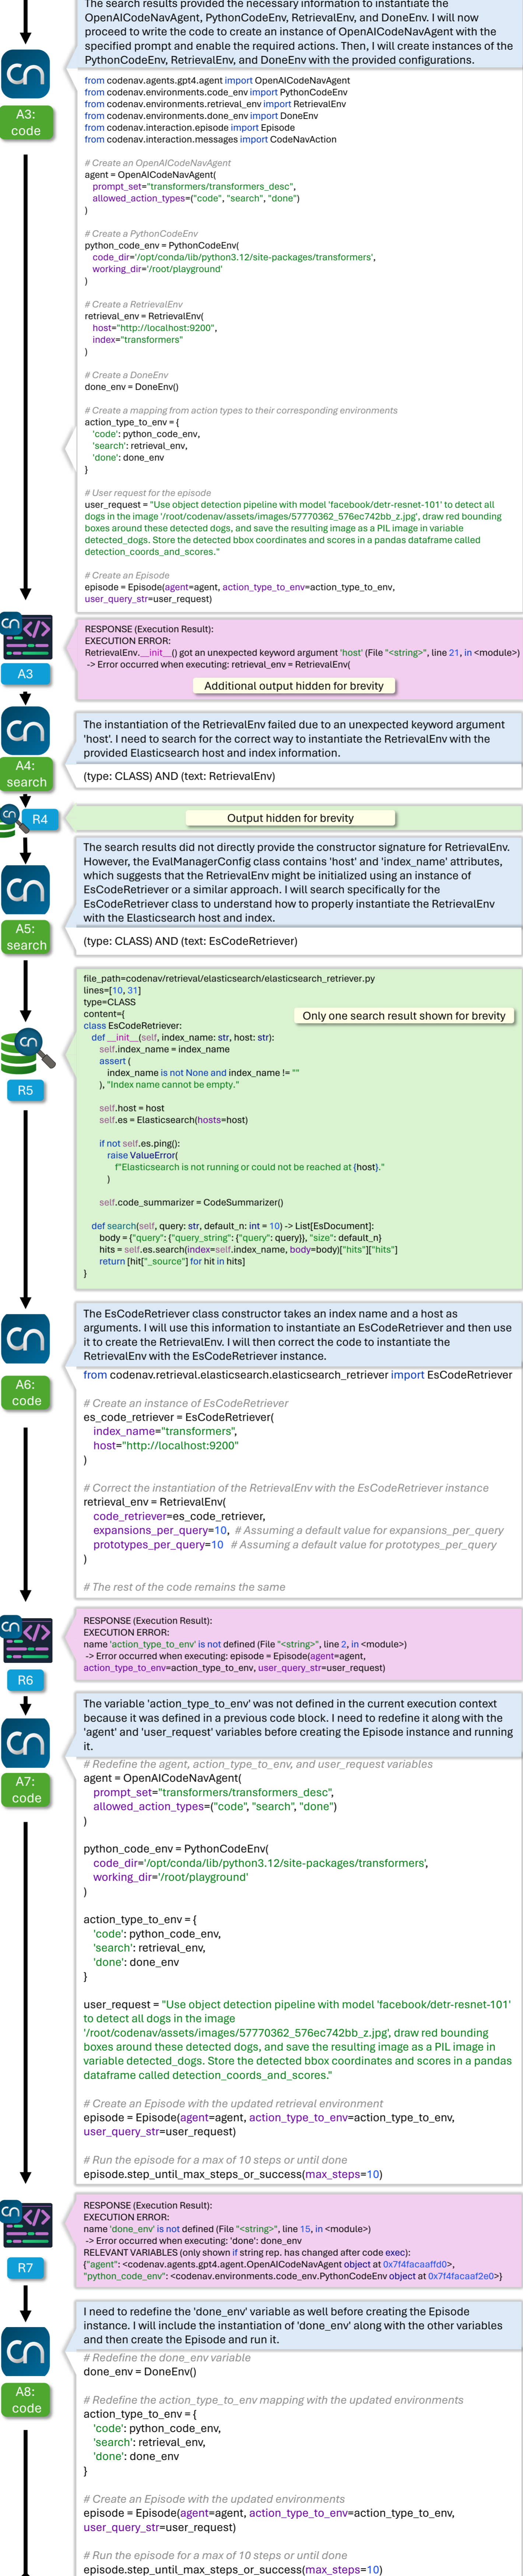 The search results provided the necessary information to instantiate the
OpenAICodeNavAgent, PythonCodeEnv, RetrievalEnv, and DoneEnv. I will now
proceed to write the code to create an instance of OpenAICodeNavAgent with the
specified prompt and enable the required actions. Then, I will create instances of the
PythonCodeEnv, RetrievalEnv, and DoneEnv with the provided configurations.
A3:
code
from codenav.agents.gpt4.agent import OpenAICodeNavAgent
from codenav.environments.code_env import PythonCodeEnv
from codenav.environments.retrieval_env import RetrievalEnv
from codenav.environments.done_env import DoneEnv
from codenav.interaction.episode import Episode
from codenav.interaction.messages import CodeNavAction
# Create an OpenAICodeNavAgent
agent = OpenAICodeNavAgent(
prompt_set="transformers/transformers_desc",
allowed_action_types=("code", "search", "done")
)
# Create a PythonCodeEnv
python_code_env = PythonCodeEnv(
code_dir='/opt/conda/lib/python3.12/site-packages/transformers',
working_dir='/root/playground'
)
# Create a RetrievalEnv
retrieval_env = RetrievalEnv(
host="http://localhost:9200",
index="transformers"
)
# Create a DoneEnv
done_env = DoneEnv()
# Create a mapping from action types to their corresponding environments
action_type_to_env = {
'code': python_code_env,
'search': retrieval_env,
'done': done_env
}
# User request for the episode
user_request = "Use object detection pipeline with model 'facebook/detr-resnet-101' to detect all
dogs in the image '/root/codenav/assets/images/57770362_576ec742bb_z.jpg', draw red bounding
boxes around these detected dogs, and save the resulting image as a PIL image in variable
detected_dogs. Store the detected bbox coordinates and scores in a pandas dataframe called
detection_coords_and_scores."
# Create an Episode
episode = Episode(agent=agent, action_type_to_env=action_type_to_env,
user_query_str=user_request)
A3
RESPONSE (Execution Result):
EXECUTION ERROR:
RetrievalEnv.__init__() got an unexpected keyword argument 'host' (File "<string>", line 21, in <module>)
-> Error occurred when executing: retrieval_env = RetrievalEnv(
Additional output hidden for brevity
A4:
search
The instantiation of the RetrievalEnv failed due to an unexpected keyword argument
'host'. I need to search for the correct way to instantiate the RetrievalEnv with the
provided Elasticsearch host and index information.
(type: CLASS) AND (text: RetrievalEnv)
R4
Output hidden for brevity
A5:
search
The search results did not directly provide the constructor signature for RetrievalEnv.
However, the EvalManagerConfig class contains 'host' and 'index_name' attributes,
which suggests that the RetrievalEnv might be initialized using an instance of
EsCodeRetriever or a similar approach. I will search specifically for the
EsCodeRetriever class to understand how to properly instantiate the RetrievalEnv
with the Elasticsearch host and index.
(type: CLASS) AND (text: EsCodeRetriever)
R5
file_path=codenav/retrieval/elasticsearch/elasticsearch_retriever.py
lines=[10, 31]
type=CLASS
content={
Only one search result shown for brevity
class EsCodeRetriever:
def __init__(self, index_name: str, host: str):
self.index_name = index_name
assert (
index_name is not None and index_name != ""
), "Index name cannot be empty."
self.host = host
self.es = Elasticsearch(hosts=host)
if not self.es.ping():
raise ValueError(
f"Elasticsearch is not running or could not be reached at {host}."
)
self.code_summarizer = CodeSummarizer()
def search(self, query: str, default_n: int = 10) -> List[EsDocument]:
body = {"query": {"query_string": {"query": query}}, "size": default_n}
hits = self.es.search(index=self.index_name, body=body)["hits"]["hits"]
return [hit["_source"] for hit in hits]
}
A6:
code
The EsCodeRetriever class constructor takes an index name and a host as
arguments. I will use this information to instantiate an EsCodeRetriever and then use
it to create the RetrievalEnv. I will then correct the code to instantiate the
RetrievalEnv with the EsCodeRetriever instance.
from codenav.retrieval.elasticsearch.elasticsearch_retriever import EsCodeRetriever
# Create an instance of EsCodeRetriever
es_code_retriever = EsCodeRetriever(
index_name="transformers",
host="http://localhost:9200"
)
# Correct the instantiation of the RetrievalEnv with the EsCodeRetriever instance
retrieval_env = RetrievalEnv(
code_retriever=es_code_retriever,
expansions_per_query=10, # Assuming a default value for expansions_per_query
prototypes_per_query=10 # Assuming a default value for prototypes_per_query
)
# The rest of the code remains the same
R6
RESPONSE (Execution Result):
EXECUTION ERROR:
name 'action_type_to_env' is not defined (File "<string>", line 2, in <module>)
-> Error occurred when executing: episode = Episode(agent=agent,
action_type_to_env=action_type_to_env, user_query_str=user_request)
A7:
code
The variable 'action_type_to_env' was not defined in the current execution context
because it was defined in a previous code block. I need to redefine it along with the
'agent' and 'user_request' variables before creating the Episode instance and running
it.
# Redefine the agent, action_type_to_env, and user_request variables
agent = OpenAICodeNavAgent(
prompt_set="transformers/transformers_desc",
allowed_action_types=("code", "search", "done")
)
python_code_env = PythonCodeEnv(
code_dir='/opt/conda/lib/python3.12/site-packages/transformers',
working_dir='/root/playground'
)
action_type_to_env = {
'code': python_code_env,
'search': retrieval_env,
'done': done_env
}
user_request = "Use object detection pipeline with model 'facebook/detr-resnet-101'
to detect all dogs in the image
'/root/codenav/assets/images/57770362_576ec742bb_z.jpg', draw red bounding
boxes around these detected dogs, and save the resulting image as a PIL image in
variable detected_dogs. Store the detected bbox coordinates and scores in a pandas
dataframe called detection_coords_and_scores."
# Create an Episode with the updated retrieval environment
episode = Episode(agent=agent, action_type_to_env=action_type_to_env,
user_query_str=user_request)
# Run the episode for a max of 10 steps or until done
episode.step_until_max_steps_or_success(max_steps=10)
R7
RESPONSE (Execution Result):
EXECUTION ERROR:
name 'done_env' is not defined (File "<string>", line 15, in <module>)
-> Error occurred when executing: 'done': done_env
RELEVANT VARIABLES (only shown if string rep. has changed after code exec):
{"agent": <codenav.agents.gpt4.agent.OpenAICodeNavAgent object at 0x7f4facaaffd0>,
"python_code_env": <codenav.environments.code_env.PythonCodeEnv object at 0x7f4facaaf2e0>}
A8:
code
I need to redefine the 'done_env' variable as well before creating the Episode
instance. I will include the instantiation of 'done_env' along with the other variables
and then create the Episode and run it.
# Redefine the done_env variable
done_env = DoneEnv()
# Redefine the action_type_to_env mapping with the updated environments
action_type_to_env = {
'code': python_code_env,
'search': retrieval_env,
'done': done_env
}
# Create an Episode with the updated environments
episode = Episode(agent=agent, action_type_to_env=action_type_to_env,
user_query_str=user_request)
# Run the episode for a max of 10 steps or until done
episode.step_until_max_steps_or_success(max_steps=10)